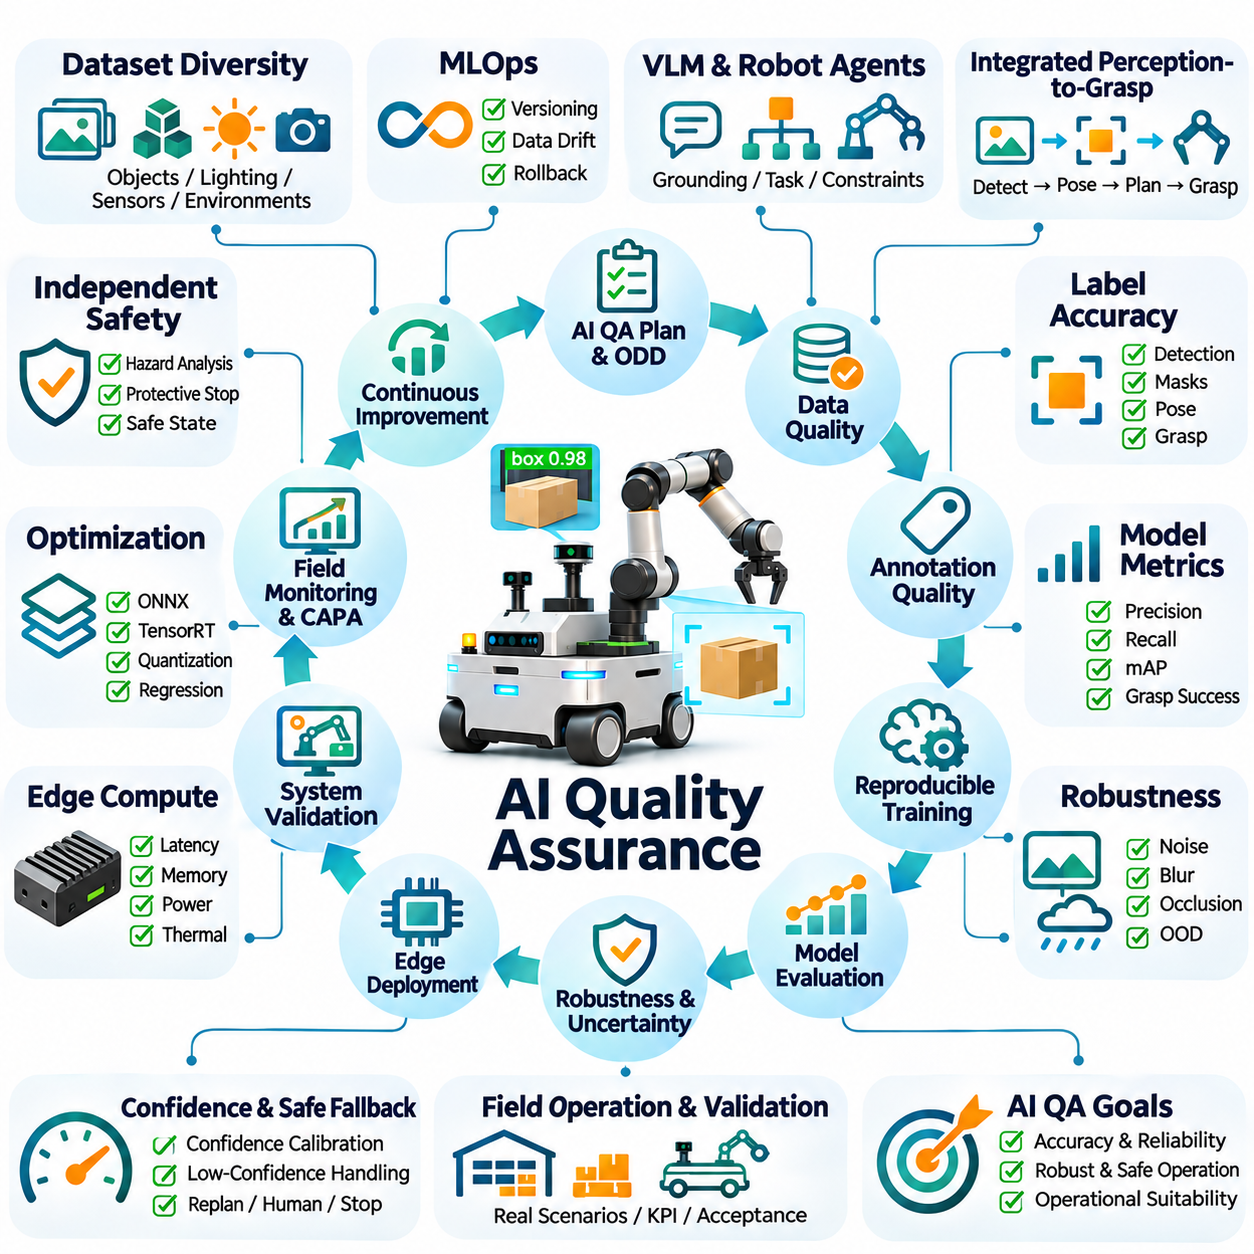 Dataset Diversity
Objects / Lighting /
Sensors / Environments
MLOps
Versioning
Data Drift
Rollback
VLM & Robot Agents
Grounding / Task / Constraints
Integrated Perception-
to-Grasp
Detect → Pose → Plan → Grasp
Independent
Safety
Hazard Analysis
Protective Stop
Safe State
AI QA Plan
& ODD
Continuous
Improvement
Data
Quality
Label
Accuracy
Detection
Masks
Pose
Grasp
box 0.98
Optimization
ONNX
TensorRT
Quantization
Regression
Field
Monitoring
& CAPA
Annotation
Quality
Model
Metrics
Precision
Recall
mAP
Grasp Success
System
Validation
AI Quality
Assurance
Reproducible
Training
Edge Compute
Latency
Memory
Power
Thermal
Robustness
Noise
Blur
Occlusion
OOD
Edge
Deployment
Robustness &
Uncertainty
Model
Evaluation
Confidence & Safe Fallback
Confidence Calibration
Low-Confidence Handling
Replan / Human / Stop
Field Operation & Validation
Real Scenarios / KPI / Acceptance
AI QA Goals
Accuracy & Reliability
Robust & Safe Operation
Operational Suitability